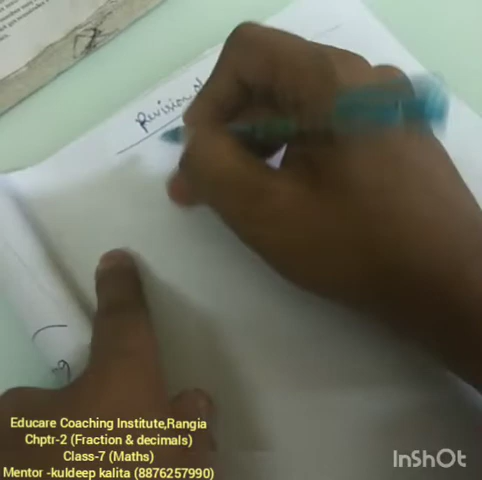 Revision
Educare Coaching Institute,Rangia
Chptr-2 (Fraction & decimals)
Class-7 (Maths)
Mentor -kuldeep kalita (8876257990)
InShOt